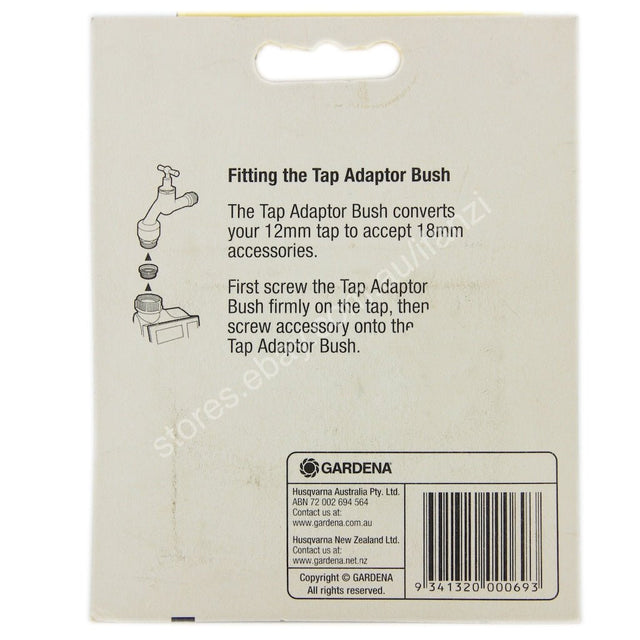 Fitting the Tap Adaptor Bush
The Tap Adaptor Bush converts
your 12mm tap to accept 18mm
accessories.
First screw the Tap Adaptor
Bush firmly on the tap, then
screw accessory onto the
Tap Adaptor Bush.
GARDENA
Husqvarna Australia Pty. Ltd.
ABN 72 002 694 564
Contact us at:
www.gardena.com.au
Husqvarna New Zealand Ltd.
Contact us at:
www.gardena.net.nz
Copyright © GARDENA
All rights reserved.
9 341320 000693